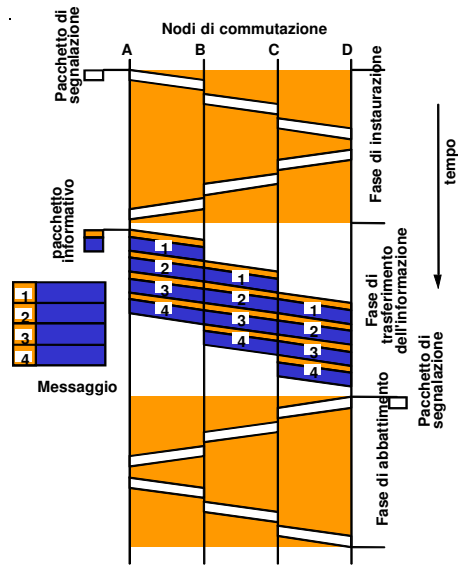 Nodi di commutazione
A B C D
Pacchetto di
segnalazione
Fase di instaurazione
tempo
pacchetto
informativo
1
2
3
4
1
2
3
4
1
2
3
4
Fase di
trasferimento
dell'informazione
1
2
3
4
Messaggio
Pacchetto di
segnalazione
Fase di abbattimento